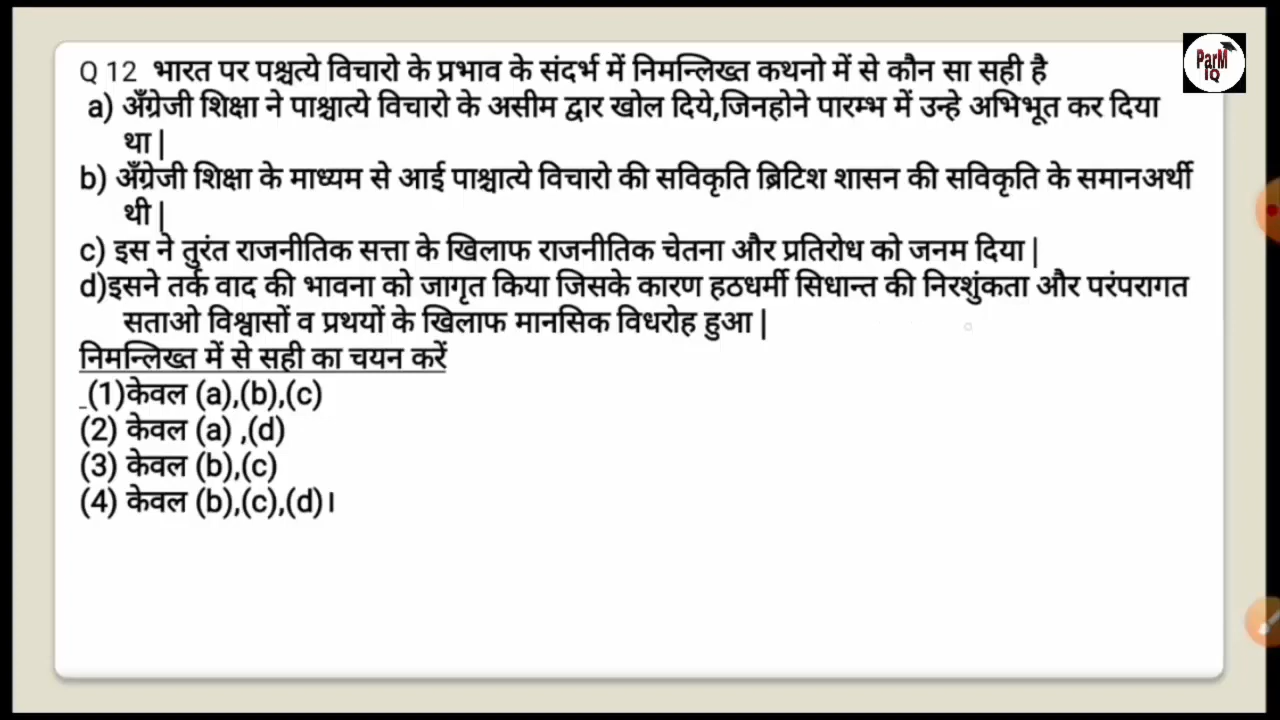 ParM
IQ
Q 12 भारत पर पश्चत्ये विचारो के प्रभाव के संदर्भ में निमन्लिख्त कथनो में से कौन सा सही है
a) अँग्रेजी शिक्षा ने पाश्चात्ये विचारो के असीम द्वार खोल दिये,जिनहोने पारम्भ में उन्हे अभिभूत कर दिया
था |
b) अँग्रेजी शिक्षा के माध्यम से आई पाश्चात्ये विचारो की सविकृति ब्रिटिश शासन की सविकृति के समानअर्थी
थी |
c) इस ने तुरंत राजनीतिक सत्ता के खिलाफ राजनीतिक चेतना और प्रतिरोध को जनम दिया |
d)इसने तर्क वाद की भावना को जागृत किया जिसके कारण हठधर्मी सिधान्त की निरशुंकता और परंपरागत
सताओ विश्वासों व प्रथयों के खिलाफ मानसिक विधरोह हुआ |
निमन्लिख्त में से सही का चयन करें
_(1)केवल (a),(b),(c)
(2) केवल (a) ,(d)
(3) केवल (b),(c)
(4) केवल (b),(c),(d)।